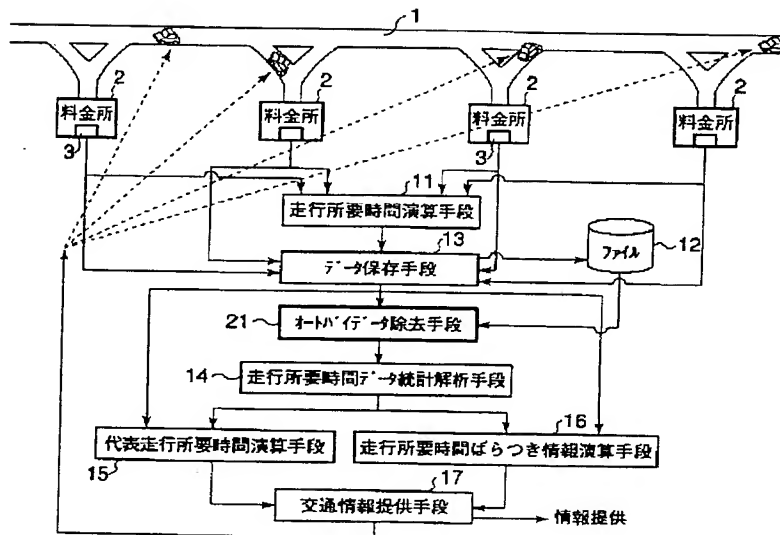 1
2
2
2
2
料金所
料金所
料金所
料金所
3
3
11
走行所要時間演算手段
13
データ保存手段
ファイル
12
21
オートバイデータ除去手段
14
走行所要時間データ統計解析手段
16
代表走行所要時間演算手段
走行所要時間ばらつき情報演算手段
15
17
交通情報提供手段
情報提供